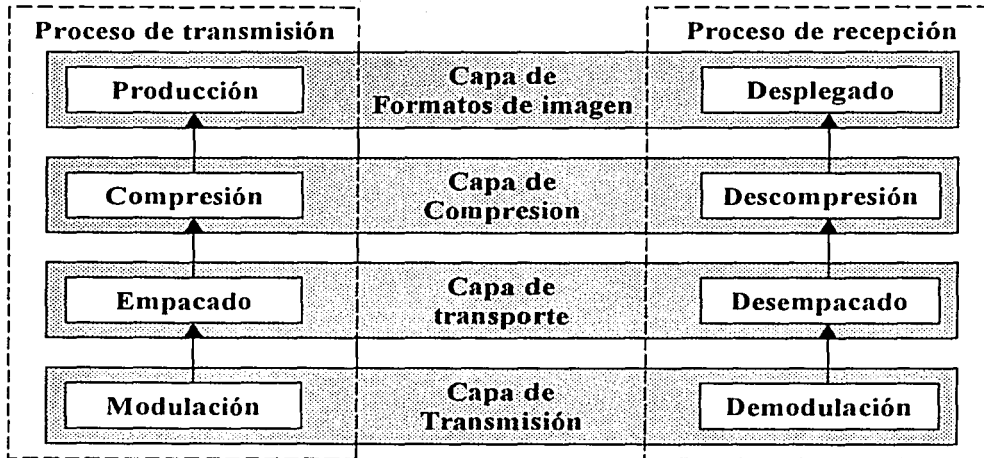 Proceso de transmisión
Proceso de recepción
Producción
Capa de
Formatos de imagen
Desplegado
Compresión
Capa de
Compresion
Descompresión
Empacado
Capa de
transporte
Desempacado
Modulación
Capa de
Transmisión
Demodulación